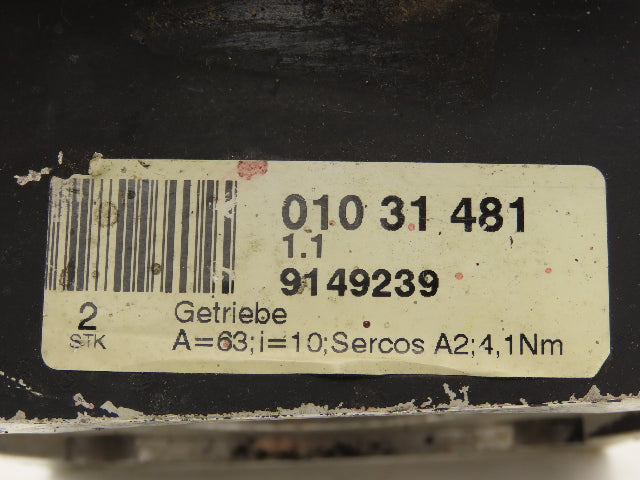 010 31 481
1.1
9149239
2
STK
Getriebe
A=63;i=10;Sercos A2;4,1Nm